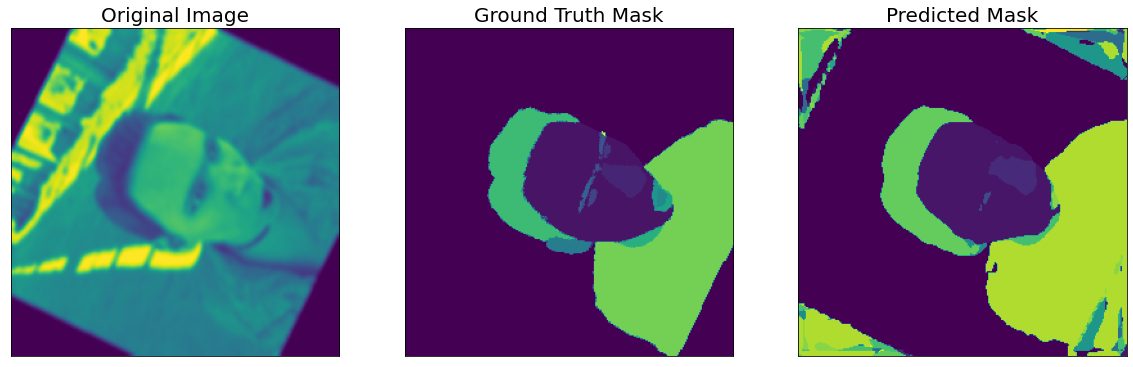 Original Image
Ground Truth Mask
Predicted Mask